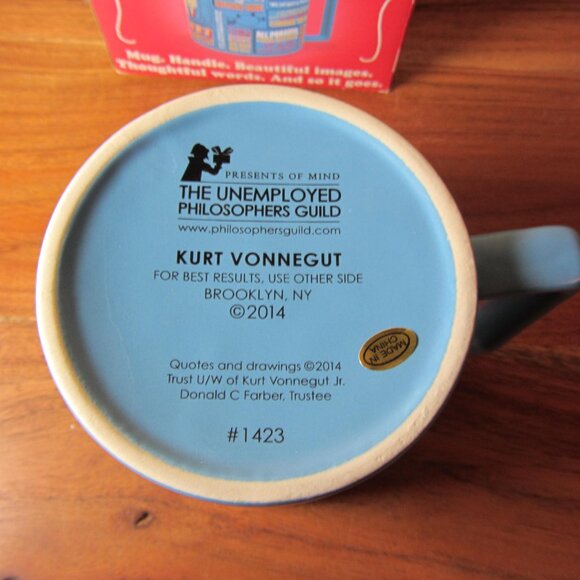 Mug. Handle. Beautiful images.
Thoughtful words. And so it goes.
PRESENTS OF MIND
THE UNEMPLOYED
PHILOSOPHERS GUILD
www.philosophersguild.com
KURT VONNEGUT
FOR BEST RESULTS, USE OTHER SIDE
BROOKLYN, NY
©2014
MADE IN
CHINA
Quotes and drawings ©2014
Trust U/W of Kurt Vonnegut Jr.
Donald C Farber, Trustee
#1423